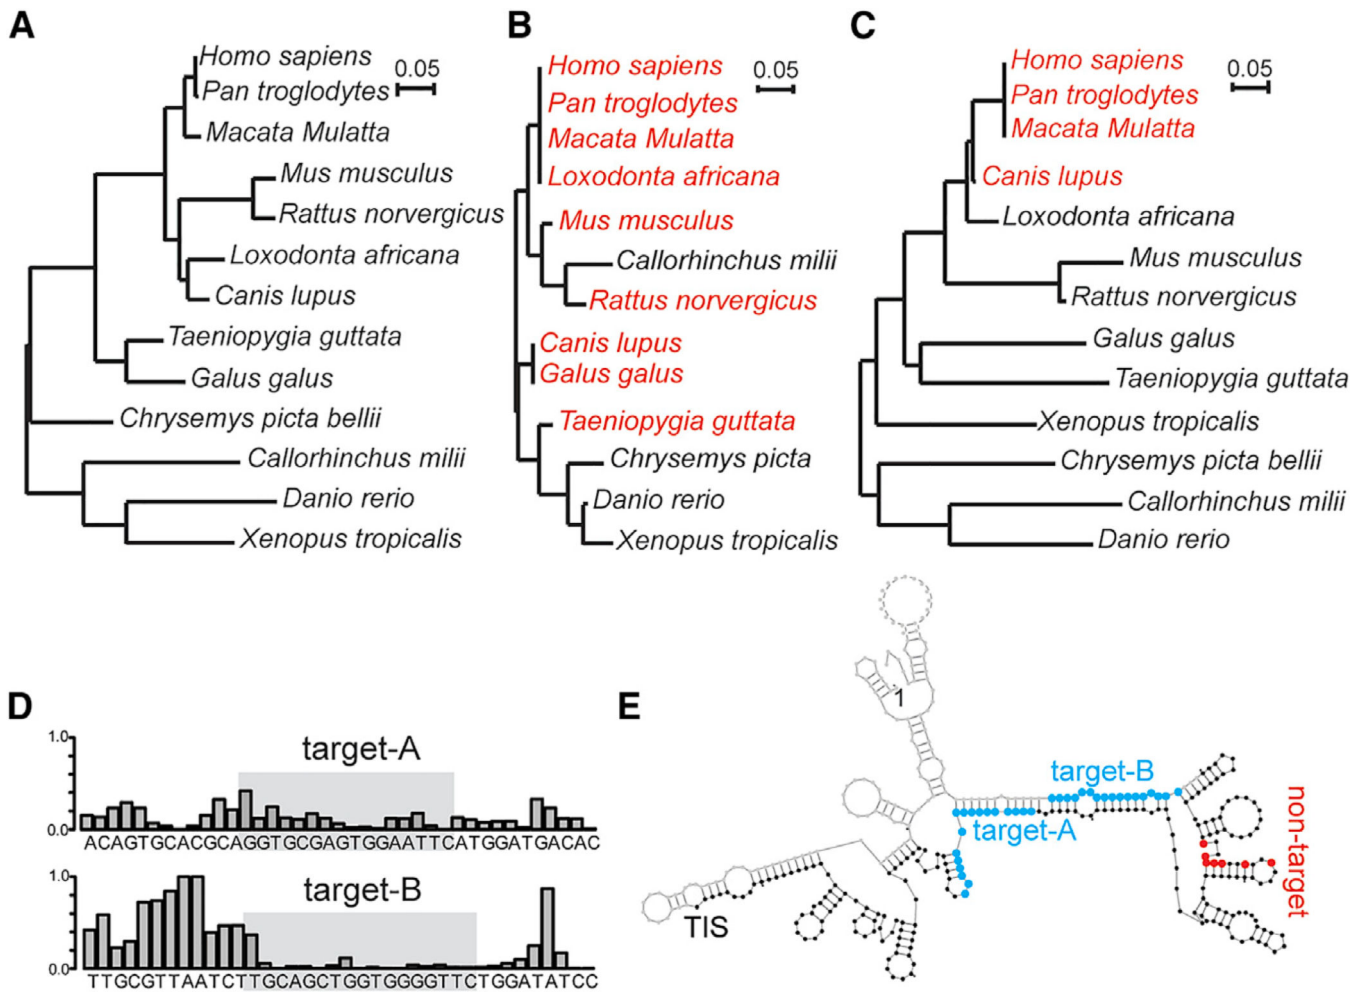 A
Homo sapiens
0.05
Pan troglodytes
Macata Mulatta
Mus musculus
Rattus norvergicus
Loxodonta africana
Canis lupus
Taeniopygia guttata
Galus galus
Chrysemys picta bellii
Callorhinchus milii
Danio rerio
Xenopus tropicalis
B
Homo sapiens
0.05
Pan troglodytes
Macata Mulatta
Loxodonta africana
Mus musculus
Callorhinchus milii
Rattus norvergicus
Canis lupus
Galus galus
Taeniopygia guttata
Chrysemys picta
Danio rerio
Xenopus tropicalis
C
Homo sapiens
0.05
Pan troglodytes
Macata Mulatta
Canis lupus
Loxodonta africana
Mus musculus
Rattus norvergicus
Galus galus
Taeniopygia guttata
Xenopus tropicalis
Chrysemys picta bellii
Callorhinchus milii
Danio rerio
D
1.0
target-A
0.0
ACAGTGCACGCAGGTGCGAGTGGAATTCATGGATGACAC
1.0
target-B
0.0
TTGCGTTAATCTTGCAGCTGGTGGGGTTCTGGATATCC
E
1
target-B
target-A
non-target
TIS